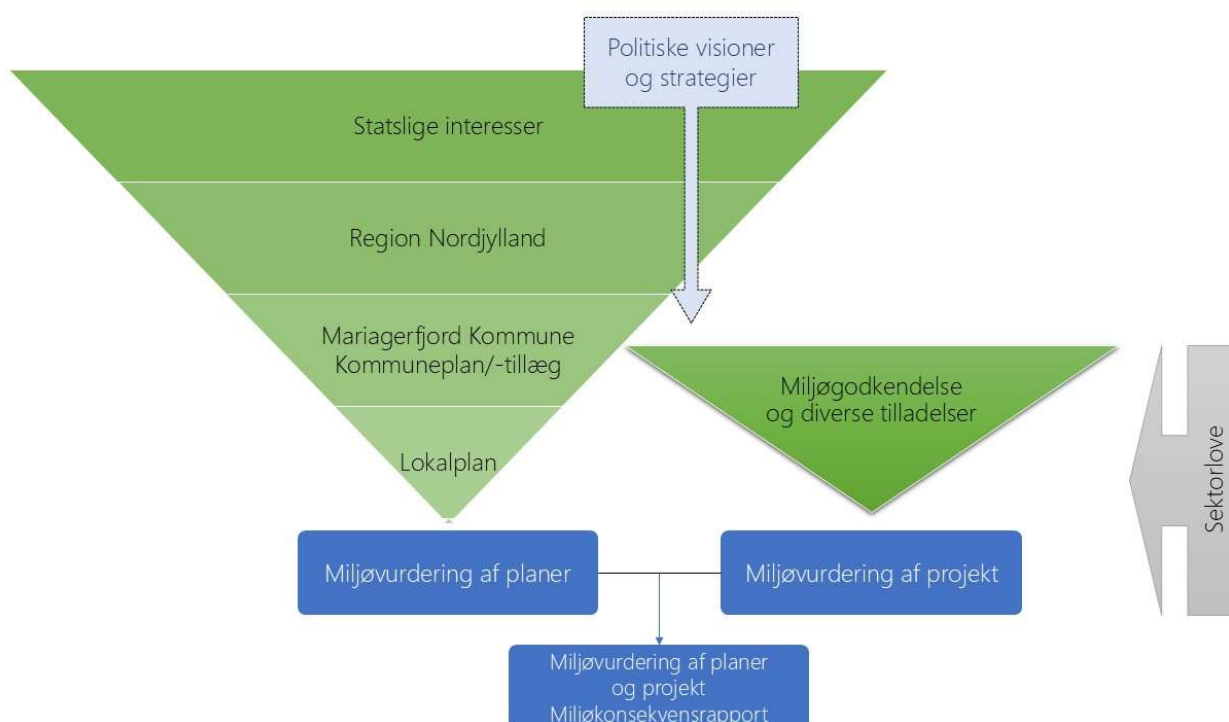 Politiske visioner
og strategier
Statslige interesser
Region Nordjylland
Mariagerfjord Kommune
Kommuneplan/-tillæg
Miljøgodkendelse
og diverse tilladelser
Lokalplan
Sektorlove
Miljøvurdering af planer
Miljøvurdering af projekt
Miljøvurdering af planer
og projekt
Miljøkonsekvensrapport